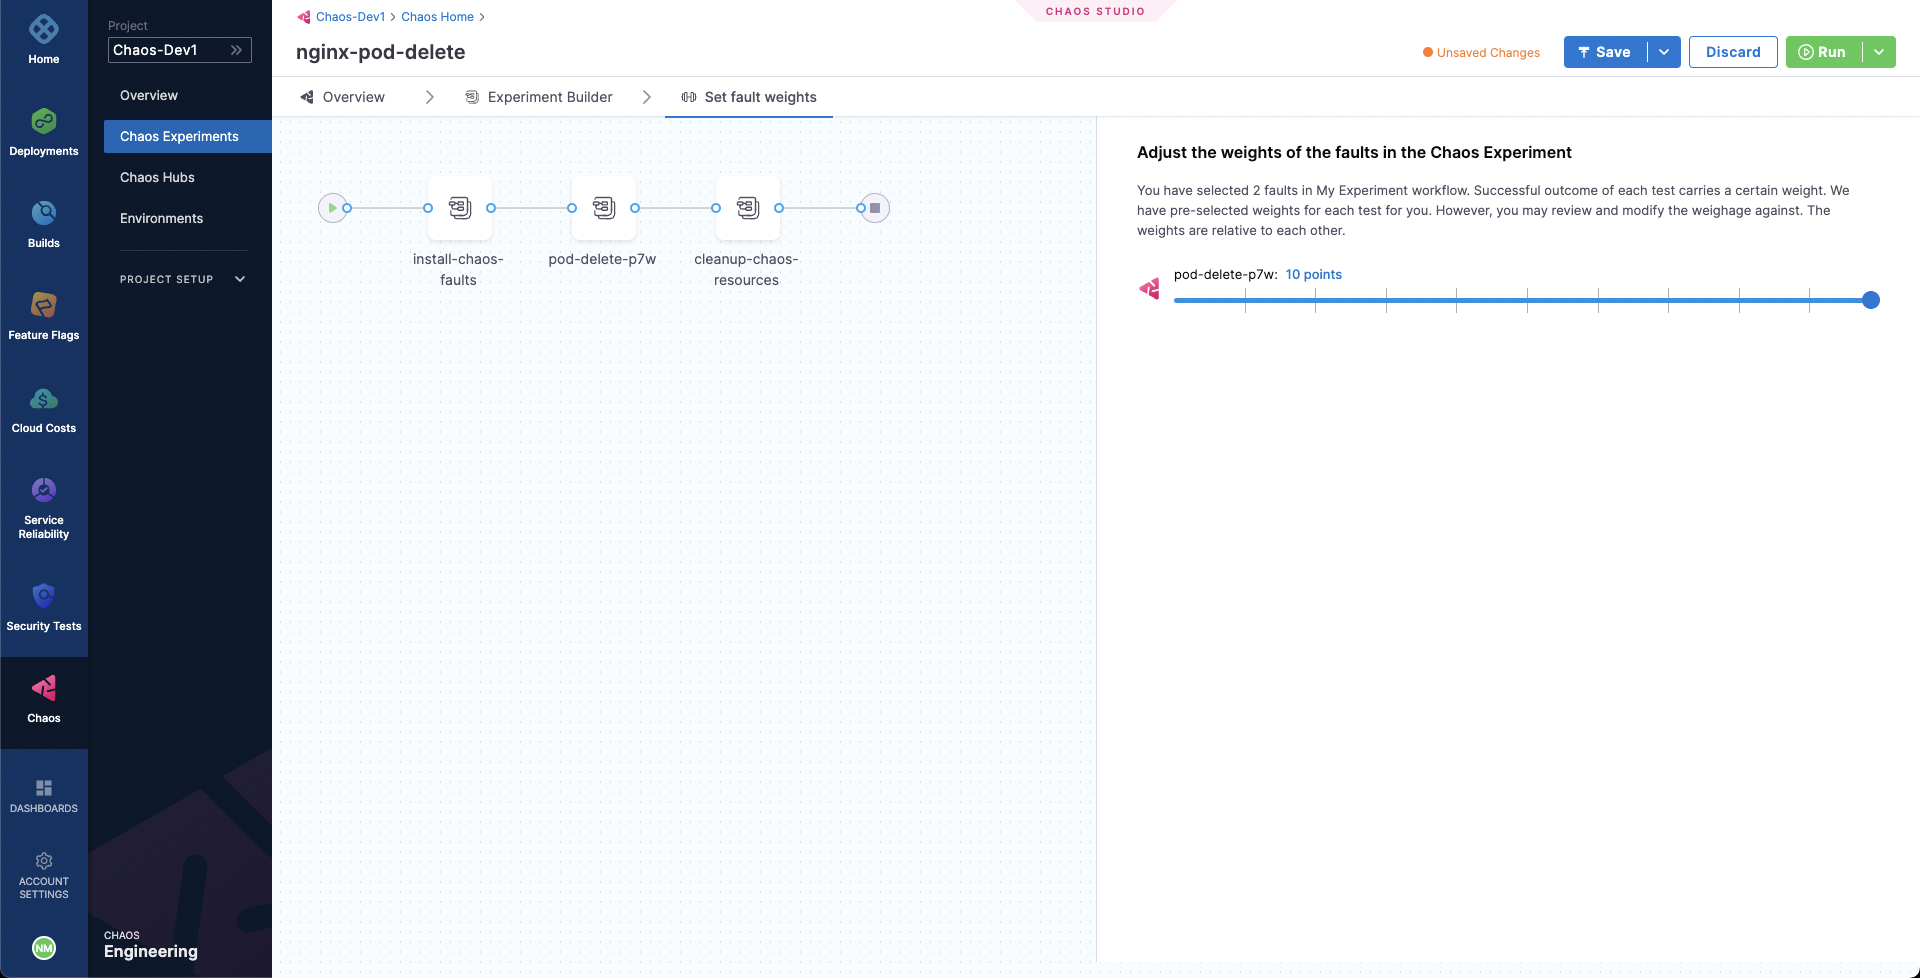 Home
Deployments
Builds
Feature Flags
Cloud Costs
Service
Reliability
Security Tests
Chaos
DASHBOARDS
ACCOUNT
SETTINGS
NM
Project
Chaos-Dev1
Overview
Chaos Experiments
Chaos Hubs
Environments
PROJECT SETUP
CHAOS
Engineering
Chaos-Dev1 > Chaos Home >
CHAOS STUDIO
nginx-pod-delete
Unsaved Changes
Save
Discard
Run
Overview
Experiment Builder
Set fault weights
install-chaos-
faults
pod-delete-p7w
cleanup-chaos-
resources
Adjust the weights of the faults in the Chaos Experiment
You have selected 2 faults in My Experiment workflow. Successful outcome of each test carries a certain weight. We
have pre-selected weights for each test for you. However, you may review and modify the weighage against. The
weights are relative to each other.
pod-delete-p7w: 10 points